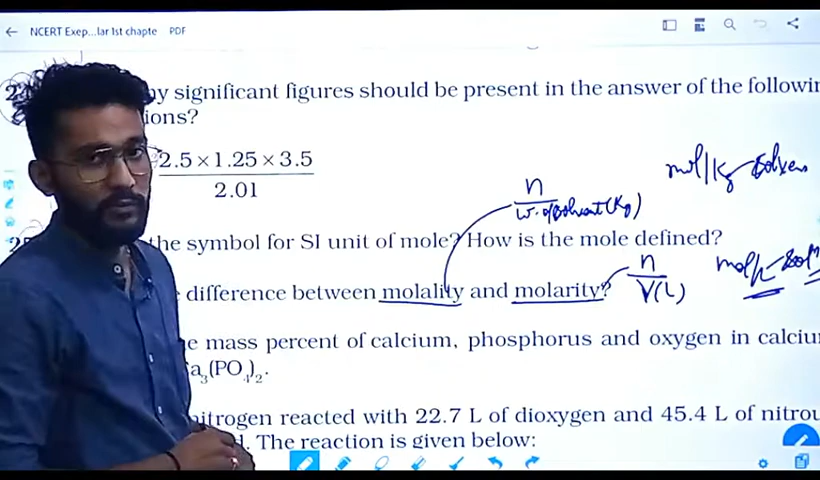 NCERT Exep...lar 1st chapte PDF
by significant figures should be present in the answer of the followin
ions?
2.5 × 1.25 × 3.5
2.01
mol/kg solven
n
w. of solvent (kg)
the symbol for SI unit of mole? How is the mole defined?
n
V(L)
mol/L
difference between molality and molarity?
e mass percent of calcium, phosphorus and oxygen in calciu
a₃(PO₄)₂.
nitrogen reacted with 22.7 L of dioxygen and 45.4 L of nitrou
d. The reaction is given below: